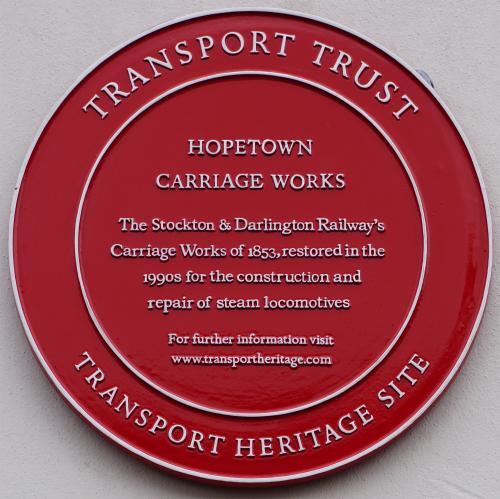 TRANSPORT TRUST
HOPETOWN
CARRIAGE WORKS
The Stockton & Darlington Railway's
Carriage Works of 1853, restored in the
1990s for the construction and
repair of steam locomotives
For further information visit
www.transportheritage.com
TRANSPORT HERITAGE SITE